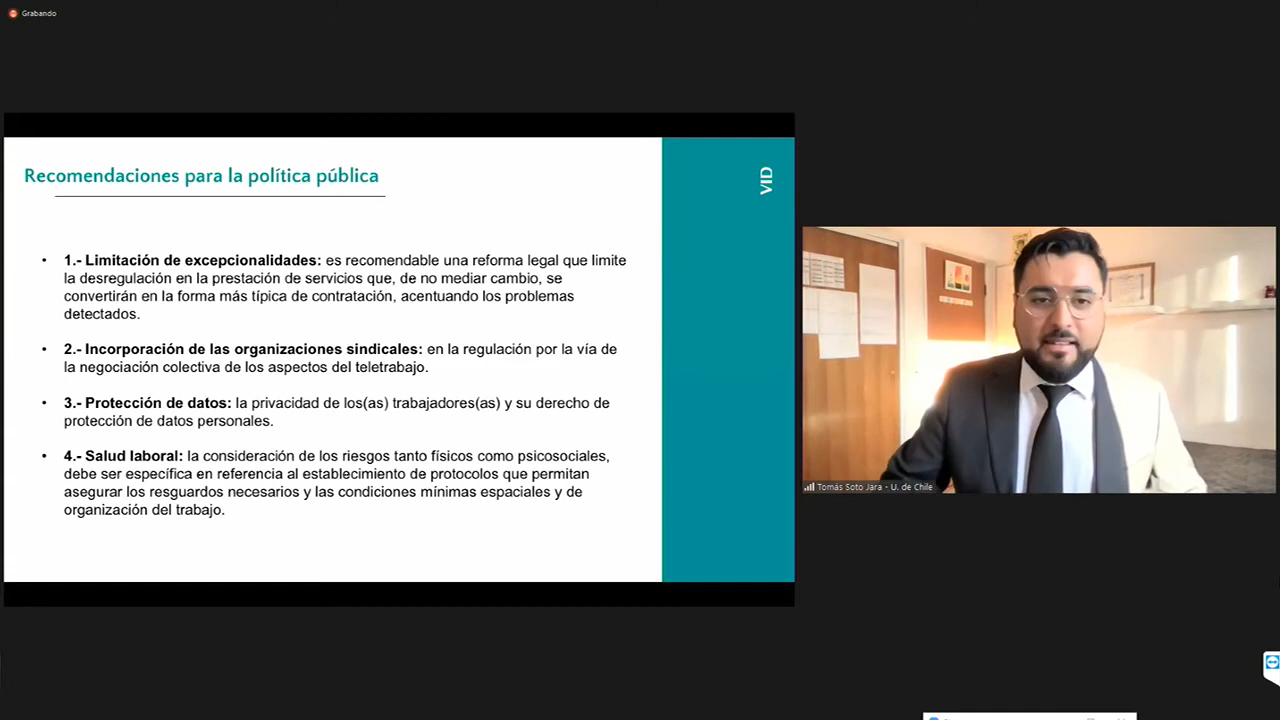 Grabando
Recomendaciones para la política pública
VID
• 1.- Limitación de excepcionalidades: es recomendable una reforma legal que limite
la desregulación en la prestación de servicios que, de no mediar cambio, se
convertirán en la forma más típica de contratación, acentuando los problemas
detectados.
• 2.- Incorporación de las organizaciones sindicales: en la regulación por la vía de
la negociación colectiva de los aspectos del teletrabajo.
• 3.- Protección de datos: la privacidad de los(as) trabajadores(as) y su derecho de
protección de datos personales.
• 4.- Salud laboral: la consideración de los riesgos tanto físicos como psicosociales,
debe ser específica en referencia al establecimiento de protocolos que permitan
asegurar los resguardos necesarios y las condiciones mínimas espaciales y de
organización del trabajo.
Tomás Soto Jara - U. de Chile